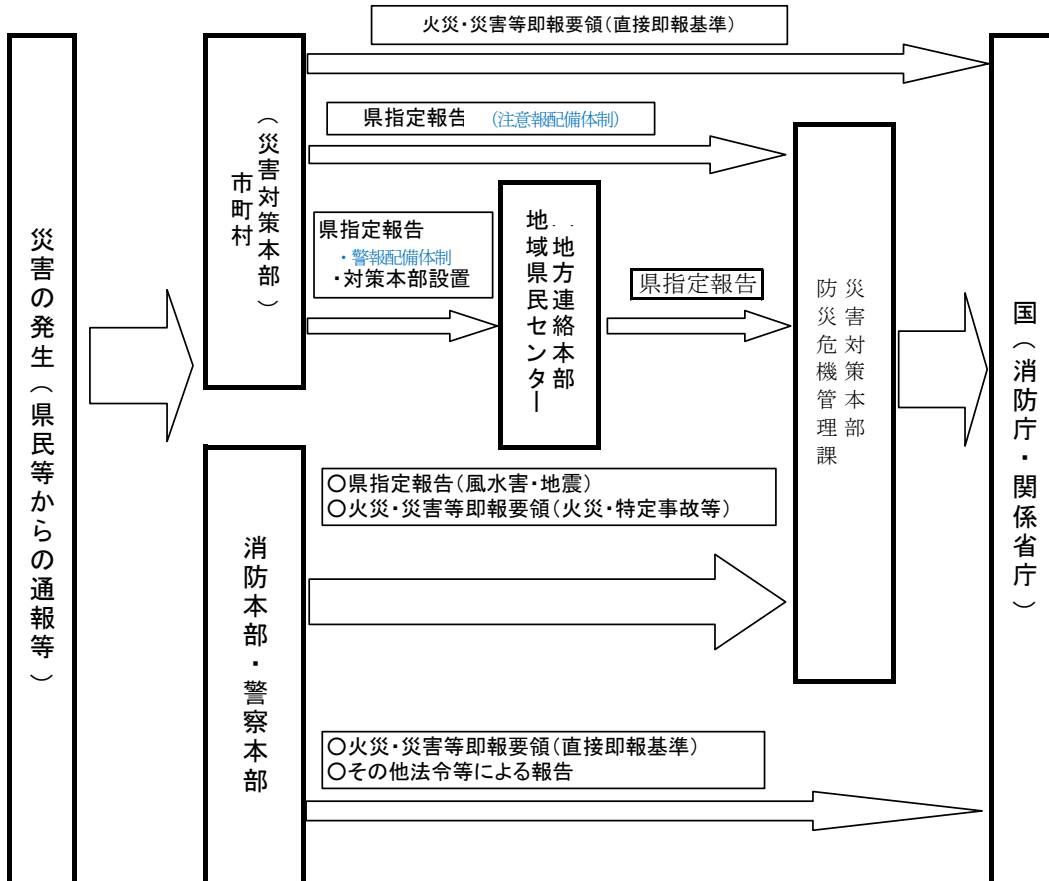 火災・災害等即報要領（直接即報基準）
県指定報告 （注意報配備体制）
（災害対策本部）
市町村
県指定報告
・警報配備体制
・対策本部設置
地方連絡本部
地域県民センター
県指定報告
災害対策本部
防災危機管理課
災害の発生（県民等からの通報等）
国（消防庁・関係省庁）
○県指定報告（風水害・地震）
○火災・災害等即報要領（火災・特定事故等）
消防本部・警察本部
○火災・災害等即報要領（直接即報基準）
○その他法令等による報告